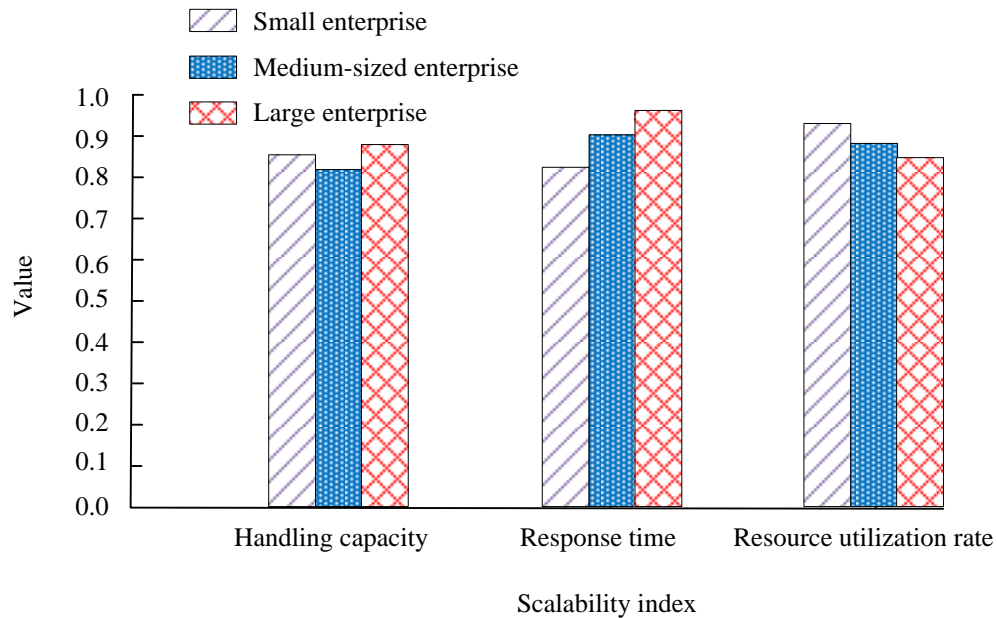 Small enterprise
Medium-sized enterprise
Large enterprise
1.0
0.9
0.8
0.7
0.6
0.5
0.4
0.3
0.2
0.1
0.0
Value
Handling capacity
Response time
Resource utilization rate
Scalability index